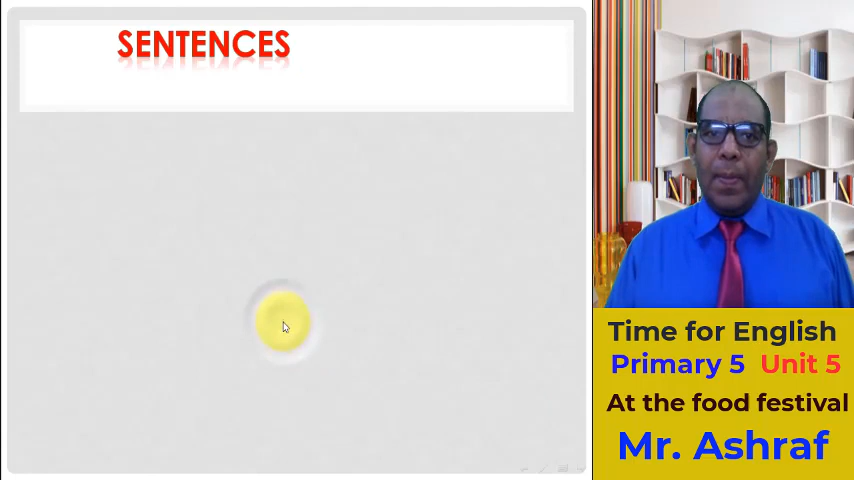 SENTENCES
Time for English
Primary 5 Unit 5
At the food festival
Mr. Ashraf